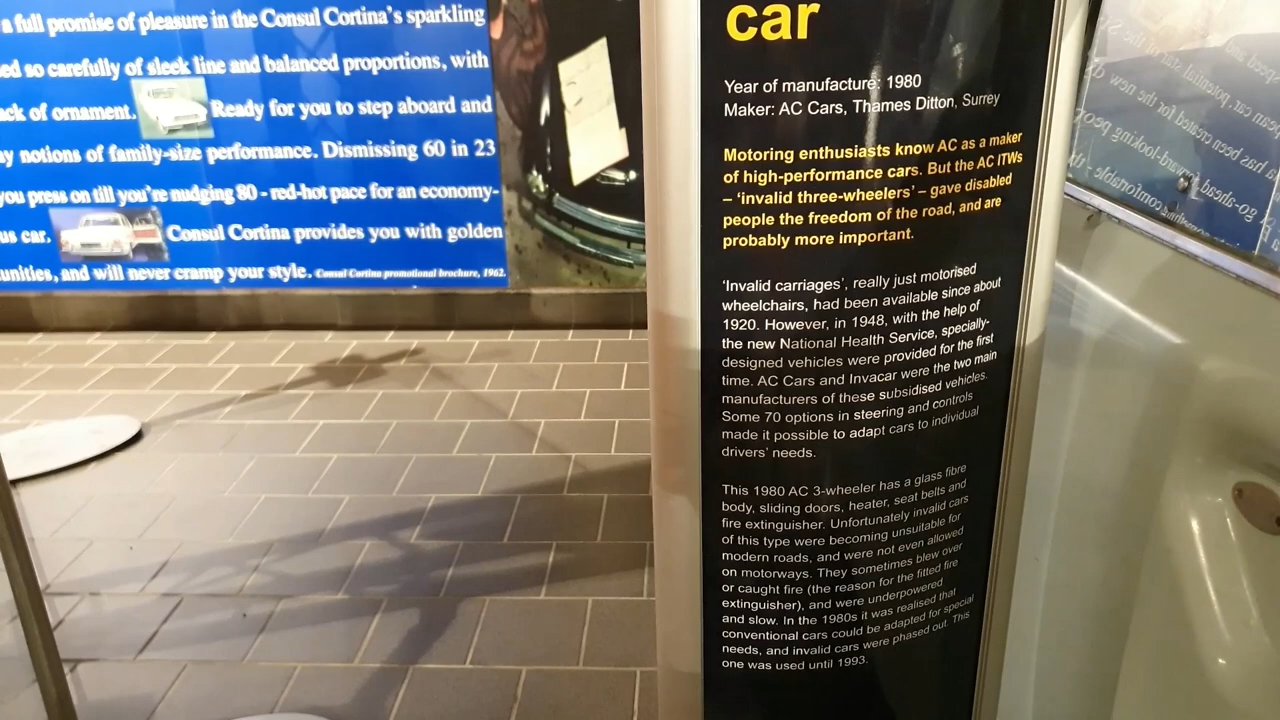 a full promise of pleasure in the Consul Cortina's sparkling
ed so carefully of sleek line and balanced proportions, with
ack of ornament. Ready for you to step aboard and
y notions of family-size performance. Dismissing 60 in 23
you press on till you're nudging 80 - red-hot pace for an economy-
us car. Consul Cortina provides you with golden
unities, and will never cramp your style. Consul Cortina promotional brochure, 1962.
car
Year of manufacture: 1980
Maker: AC Cars, Thames Ditton, Surrey
Motoring enthusiasts know AC as a maker
of high-performance cars. But the AC ITWs
– 'invalid three-wheelers' – gave disabled
people the freedom of the road, and are
probably more important.
'Invalid carriages', really just motorised
wheelchairs, had been available since about
1920. However, in 1948, with the help of
the new National Health Service, specially-
designed vehicles were provided for the first
time. AC Cars and Invacar were the two main
manufacturers of these subsidised vehicles.
Some 70 options in steering and controls
made it possible to adapt cars to individual
drivers' needs.
This 1980 AC 3-wheeler has a glass fibre
body, sliding doors, heater, seat belts and
fire extinguisher. Unfortunately invalid cars
of this type were becoming unsuitable for
modern roads, and were not even allowed
on motorways. They sometimes blew over
or caught fire (the reason for the fitted fire
extinguisher), and were underpowered
and slow. In the 1980s it was realised that
conventional cars could be adapted for special
needs, and invalid cars were phased out. This
one was used until 1993.